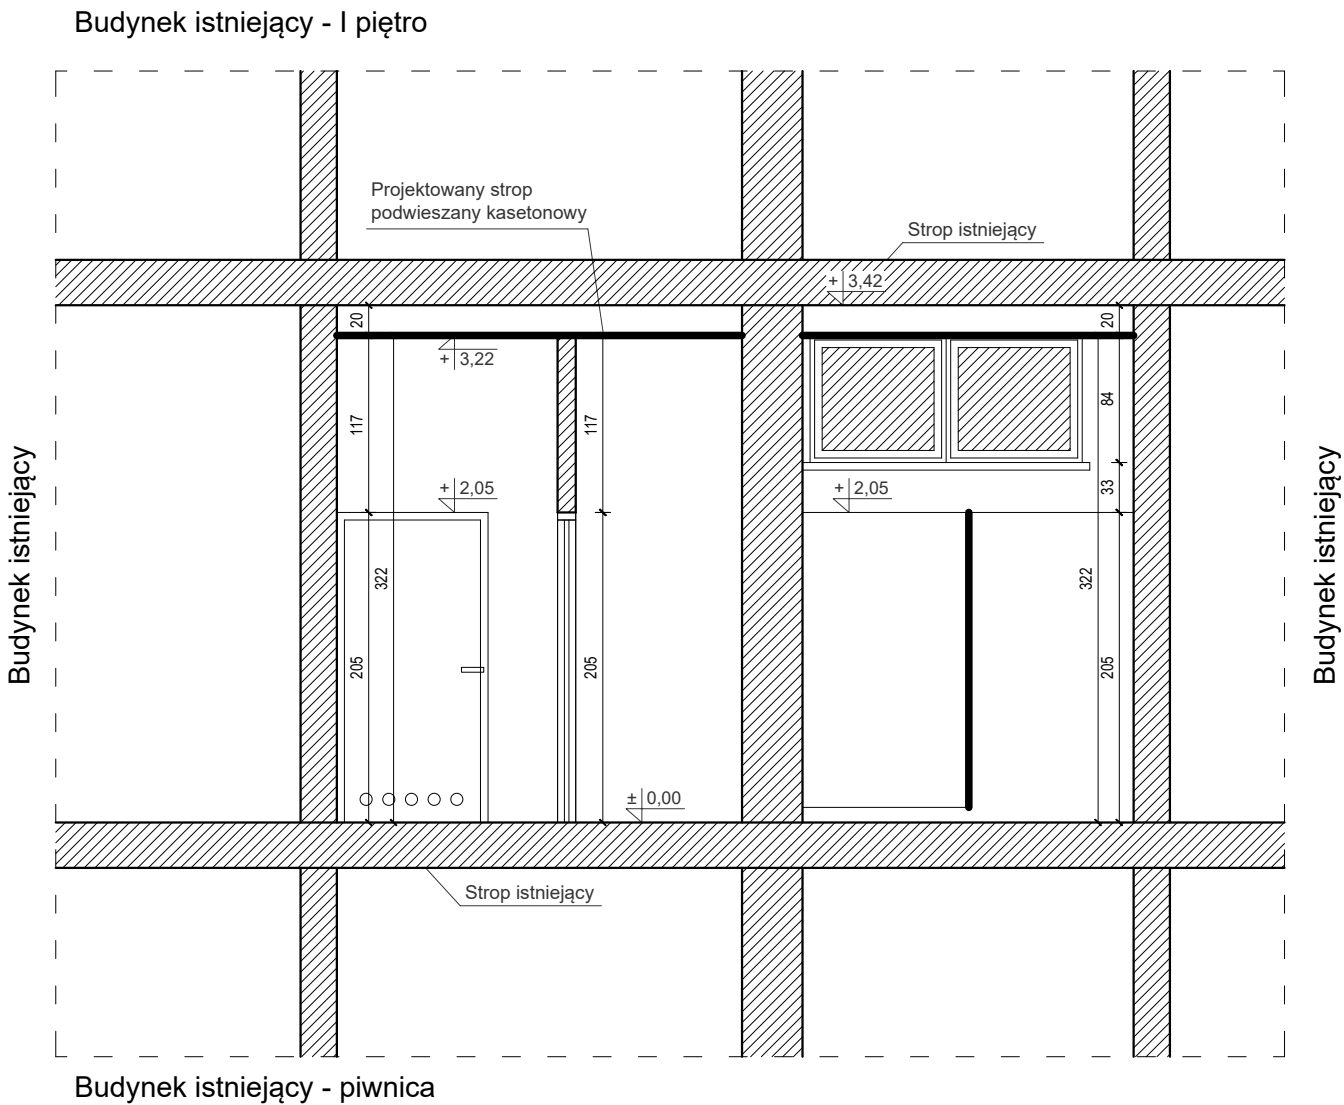 Budynek istniejący - I piętro
Projektowany strop
podwieszany kasetonowy
Strop istniejący
+ 3,42
20
20
+ 3,22
117
117
84
+ 2,05
+ 2,05
33
322
322
205
205
205
± 0,00
Strop istniejący
Budynek istniejący
Budynek istniejący
Budynek istniejący - piwnica